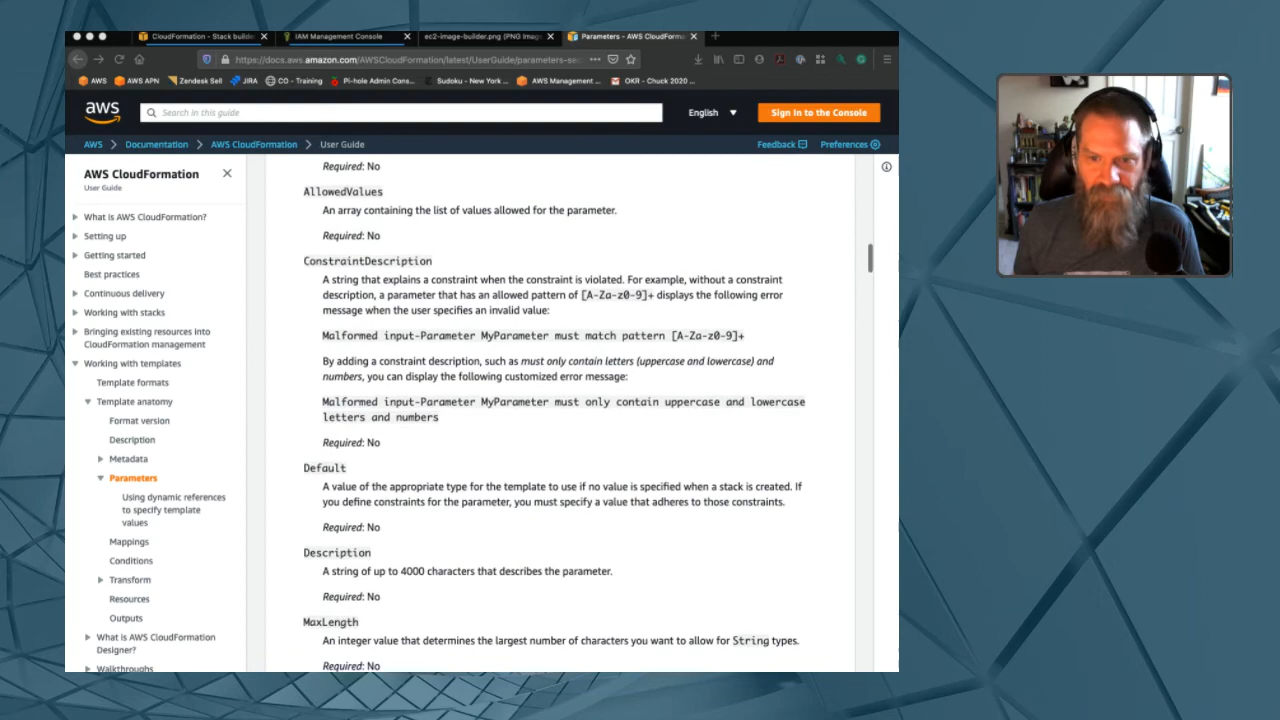 CloudFormation - Stack builder
IAM Management Console
ec2-image-builder.png (PNG Imag
Parameters - AWS CloudForma
https://docs.aws.amazon.com/AWSCloudFormation/latest/UserGuide/parameters-sec
AWS
AWS APN
Zendesk Sell
JIRA
CO - Training
Pi-hole Admin Cons...
Sudoku - New York ...
AWS Management ...
OKR - Chuck 2020 ...
aws
Search in this guide
English
Sign In to the Console
AWS > Documentation > AWS CloudFormation > User Guide
Feedback
Preferences
AWS CloudFormation
User Guide
What is AWS CloudFormation?
Setting up
Getting started
Best practices
Continuous delivery
Working with stacks
Bringing existing resources into
CloudFormation management
Working with templates
Template formats
Template anatomy
Format version
Description
Metadata
Parameters
Using dynamic references
to specify template
values
Mappings
Conditions
Transform
Resources
Outputs
What is AWS CloudFormation
Designer?
Walkthroughs
Required: No
AllowedValues
An array containing the list of values allowed for the parameter.
Required: No
ConstraintDescription
A string that explains a constraint when the constraint is violated. For example, without a constraint
description, a parameter that has an allowed pattern of [A-Za-z0-9]+ displays the following error
message when the user specifies an invalid value:
Malformed input-Parameter MyParameter must match pattern [A-Za-z0-9]+
By adding a constraint description, such as must only contain letters (uppercase and lowercase) and
numbers, you can display the following customized error message:
Malformed input-Parameter MyParameter must only contain uppercase and lowercase
letters and numbers
Required: No
Default
A value of the appropriate type for the template to use if no value is specified when a stack is created. If
you define constraints for the parameter, you must specify a value that adheres to those constraints.
Required: No
Description
A string of up to 4000 characters that describes the parameter.
Required: No
MaxLength
An integer value that determines the largest number of characters you want to allow for String types.
Required: No